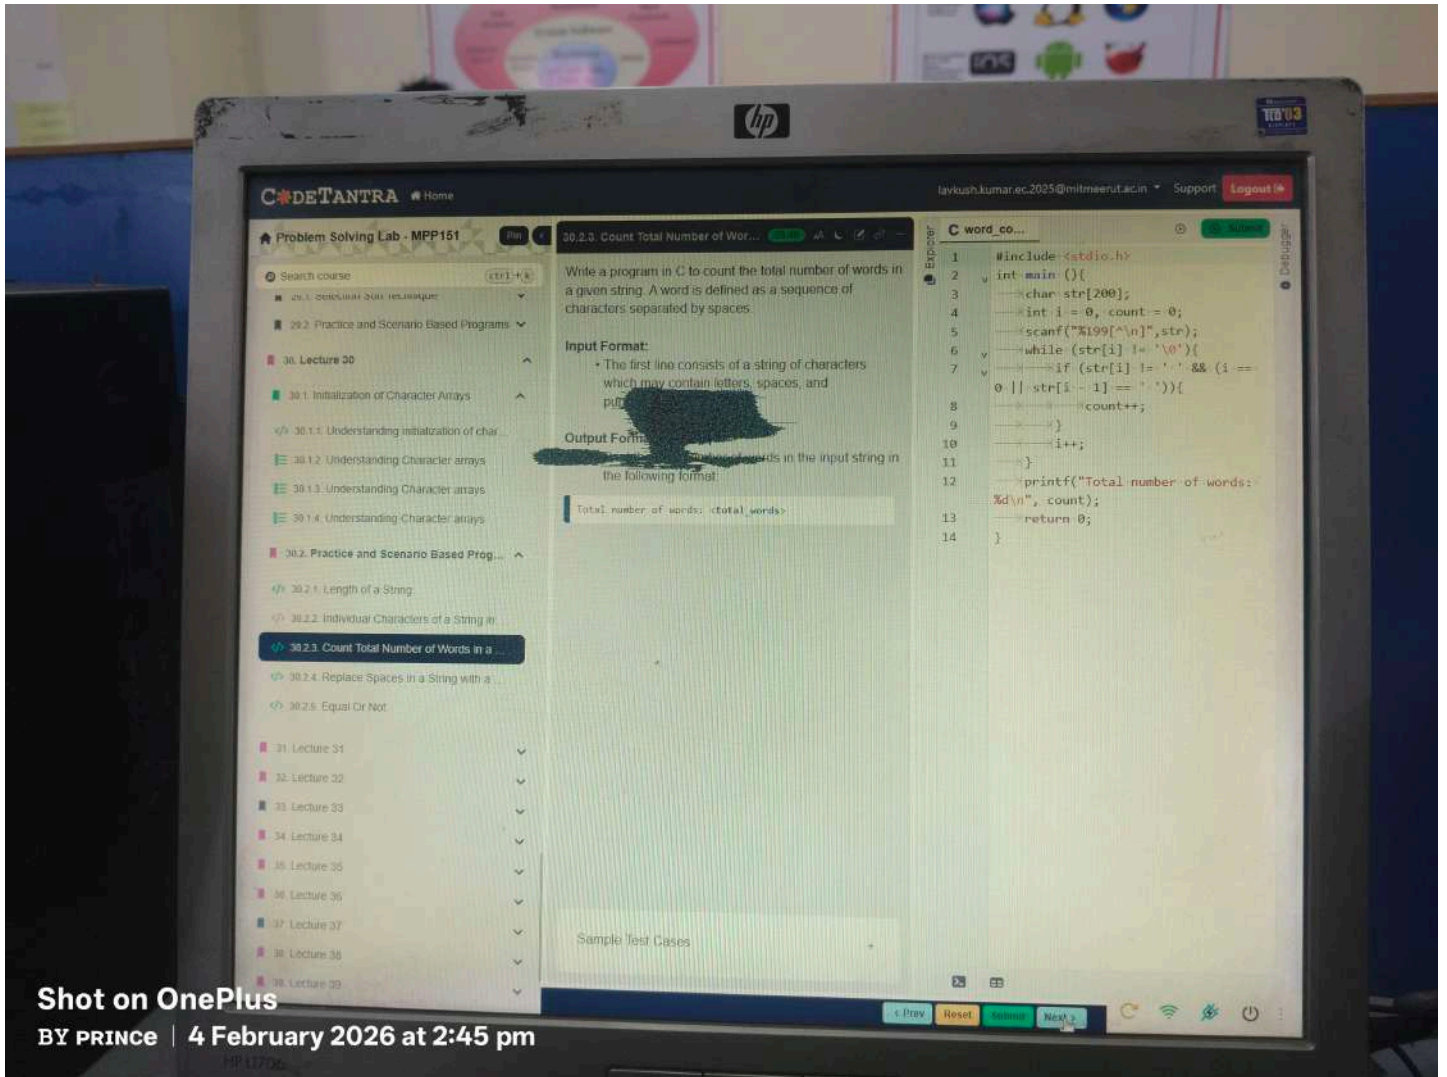 iOS
hp
TCO'03
CODETANTRA
Home
lavkush.kumar.ec.2025@mitmeerut.ac.in
Support
Logout
Problem Solving Lab - MPP151
Pin
Search course
ctrl+k
29.1. Selection Sort Technique
29.2. Practice and Scenario Based Programs
30. Lecture 30
30.1. Initialization of Character Arrays
</> 30.1.1. Understanding initialization of char...
30.1.2. Understanding Character arrays
30.1.3. Understanding Character arrays
30.1.4. Understanding Character arrays
30.2. Practice and Scenario Based Prog...
</> 30.2.1. Length of a String
</> 30.2.2. Individual Characters of a String in
</> 30.2.3. Count Total Number of Words in a ...
</> 30.2.4. Replace Spaces in a String with a ...
</> 30.2.5. Equal Or Not
31. Lecture 31
32. Lecture 32
33. Lecture 33
34. Lecture 34
35. Lecture 35
36. Lecture 36
37. Lecture 37
38. Lecture 38
39. Lecture 39
30.2.3. Count Total Number of Wor...
Write a program in C to count the total number of words in
a given string. A word is defined as a sequence of
characters separated by spaces.
Input Format:
• The first line consists of a string of characters
which may contain letters, spaces, and
Output
words in the input string in
the following format:
Total number of words: <total_words>
Sample Test Cases
+
Explorer
C word_co...
Submit
Debugger
1 #include <stdio.h>
2 int main (){
3 char str[200];
4 int i = 0, count = 0;
5 scanf("%199[^\n]",str);
6 while (str[i] != '\0'){
7 if (str[i] != ' ' && (i ==
0 || str[i - 1] == ' ')){
8 count++;
9 }
10 i++;
11 }
12 printf("Total number of words:
%d\n", count);
13 return 0;
14 }
< Prev
Reset
Submit
Next >
Shot on OnePlus
BY PRINCE | 4 February 2026 at 2:45 pm